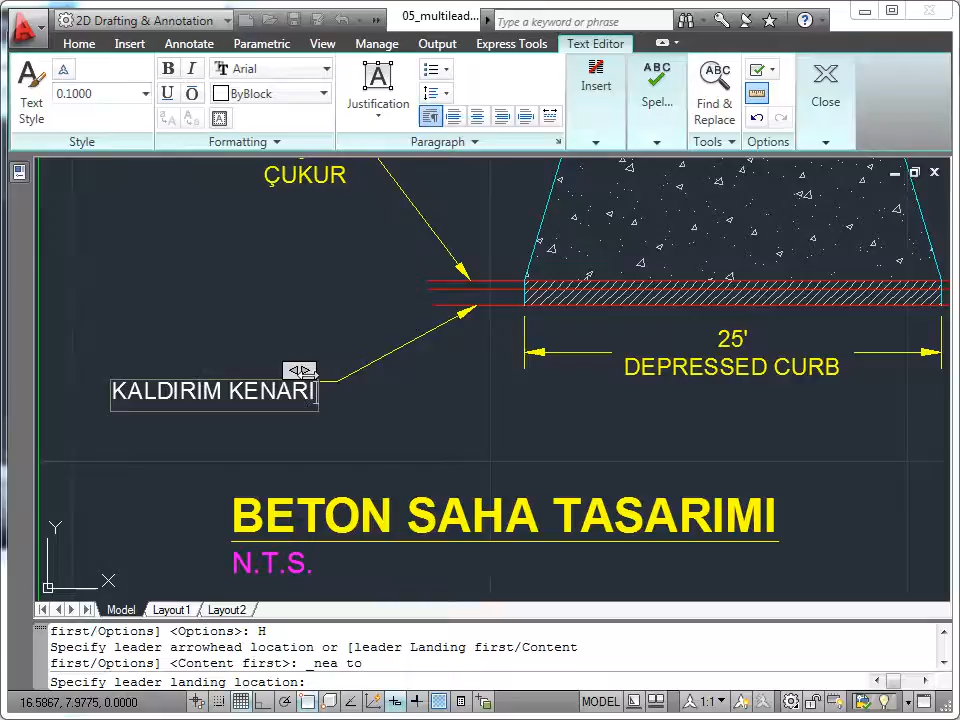 2D Drafting & Annotation
05_multilead...
Type a keyword or phrase
Home Insert Annotate Parametric View Manage Output Express Tools Text Editor
Text Style
0.1000
Style
B I Arial
U O ByBlock
Formatting
Justification
Paragraph
Insert
ABC
Spel...
ABC
Find & Replace
Tools
Options
Close
ÇUKUR
25'
DEPRESSED CURB
KALDIRIM KENARI
BETON SAHA TASARIMI
N.T.S.
Y
X
Model Layout1 Layout2
first/Options] <Options>: H
Specify leader arrowhead location or [leader Landing first/Content
first/Options] <Content first>: _nea to
Specify leader landing location:
16.5867, 7.9775, 0.0000
MODEL
1:1